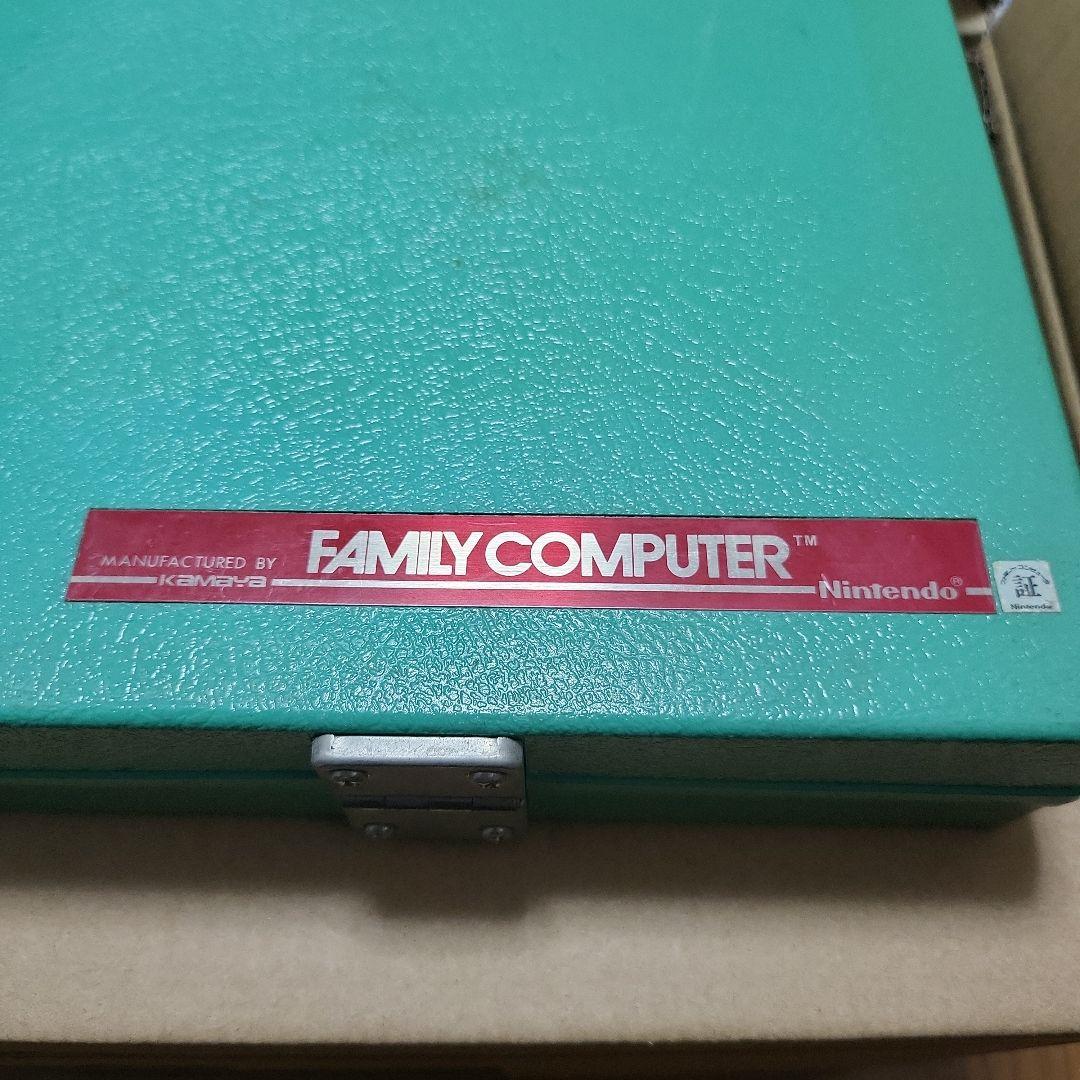 MANUFACTURED BY
Kamaya
FAMILY COMPUTER™
Nintendo®
証
Nintendo